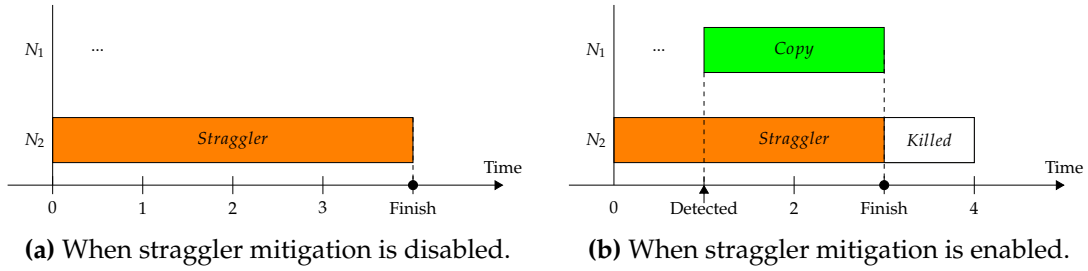 N1
...
N2
Straggler
Time
0
1
2
3
Finish
(a) When straggler mitigation is disabled.
N1
...
Copy
N2
Straggler
Killed
Time
0
Detected
2
Finish
4
(b) When straggler mitigation is enabled.